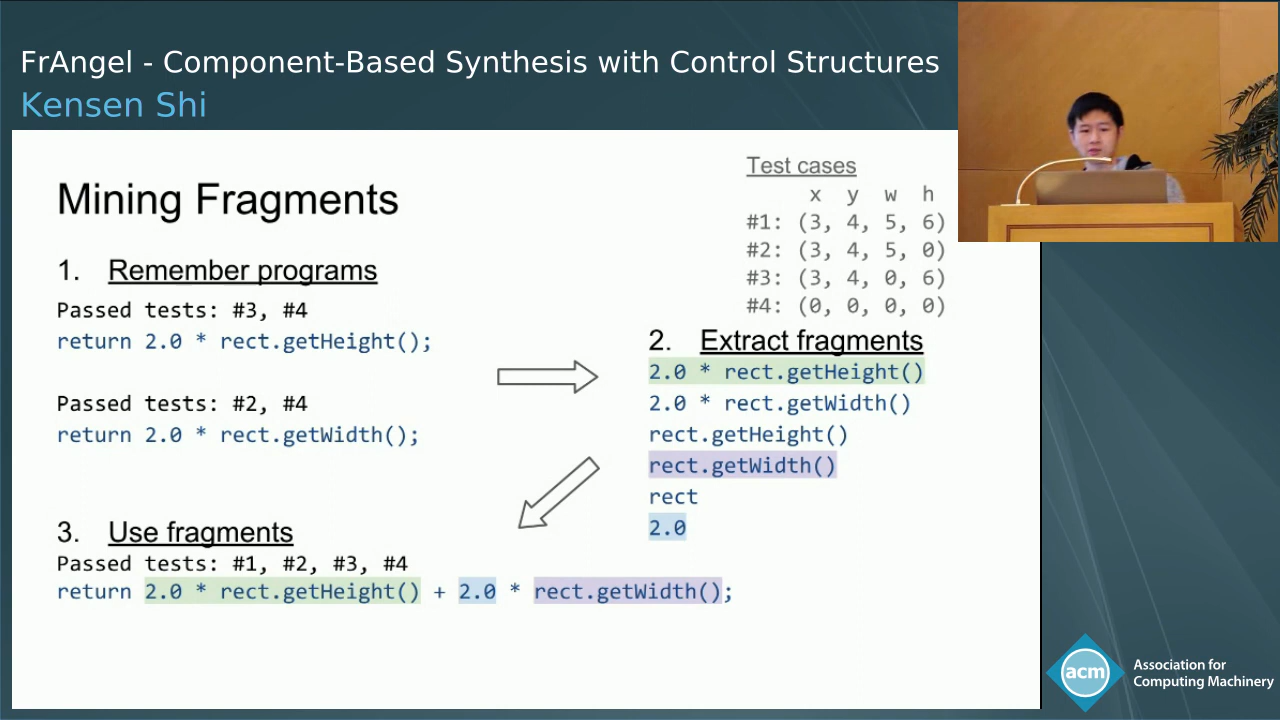 FrAngel - Component-Based Synthesis with Control Structures
Kensen Shi
Mining Fragments
Test cases
x y w h
#1: (3, 4, 5, 6)
#2: (3, 4, 5, 0)
#3: (3, 4, 0, 6)
#4: (0, 0, 0, 0)
1. Remember programs
Passed tests: #3, #4
return 2.0 * rect.getHeight();
Passed tests: #2, #4
return 2.0 * rect.getWidth();
2. Extract fragments
2.0 * rect.getHeight()
2.0 * rect.getWidth()
rect.getHeight()
rect.getWidth()
rect
2.0
3. Use fragments
Passed tests: #1, #2, #3, #4
return 2.0 * rect.getHeight() + 2.0 * rect.getWidth();
acm
Association for
Computing Machinery